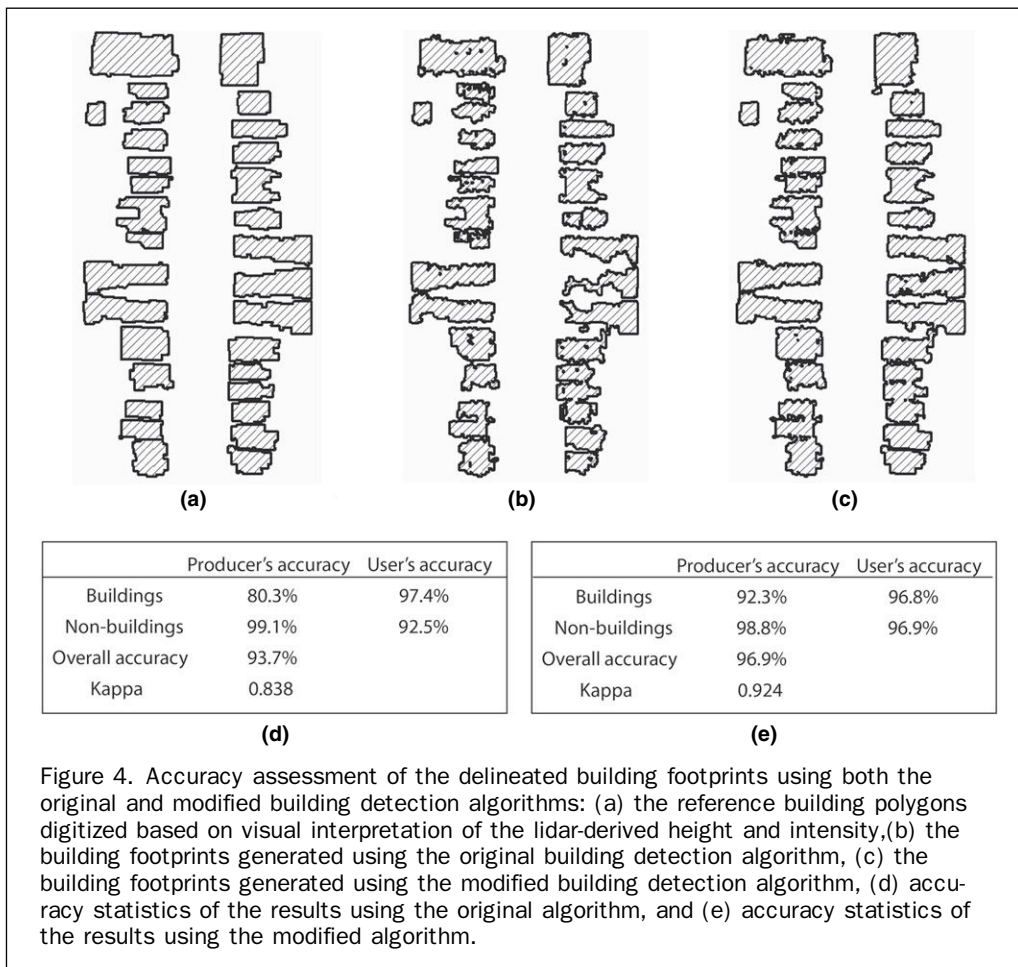 (a) (b) (c)
Producer's accuracy User's accuracy
Buildings 80.3% 97.4%
Non-buildings 99.1% 92.5%
Overall accuracy 93.7%
Kappa 0.838
(d)
Producer's accuracy User's accuracy
Buildings 92.3% 96.8%
Non-buildings 98.8% 96.9%
Overall accuracy 96.9%
Kappa 0.924
(e)
Figure 4. Accuracy assessment of the delineated building footprints using both the
original and modified building detection algorithms: (a) the reference building polygons
digitized based on visual interpretation of the lidar-derived height and intensity,(b) the
building footprints generated using the original building detection algorithm, (c) the
building footprints generated using the modified building detection algorithm, (d) accu-
racy statistics of the results using the original algorithm, and (e) accuracy statistics of
the results using the modified algorithm.